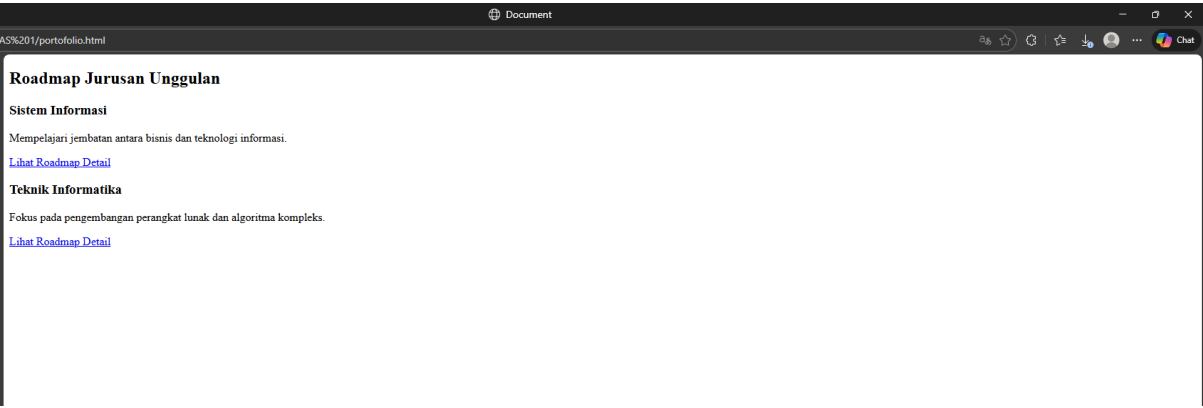 Document
AS%201/portofolio.html
Chat
Roadmap Jurusan Unggulan
Sistem Informasi
Mempelajari jembatan antara bisnis dan teknologi informasi.
Lihat Roadmap Detail
Teknik Informatika
Fokus pada pengembangan perangkat lunak dan algoritma kompleks.
Lihat Roadmap Detail